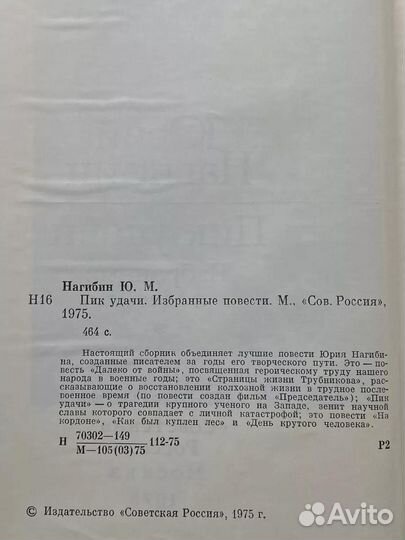 Нагибин Ю. М.
Н16 Пик удачи. Избранные повести. М., «Сов. Россия»,
1975.
464 с.
Настоящий сборник объединяет лучшие повести Юрия Нагиби-
на, созданные писателем за годы его творческого пути. Это — по-
весть «Далеко от войны», посвященная героическому труду нашего
народа в военные годы; это «Страницы жизни Трубникова», рас-
сказывающие о восстановлении колхозной жизни в трудное после-
военное время (по повести создан фильм «Председатель»); «Пик
удачи» — о трагедии крупного ученого на Западе, зенит научной
славы которого совпадает с личной катастрофой; это повести «На
кордоне», «Как был куплен лес» и «День крутого человека».
Н 70302—149 112-75 Р2
М—105(03)75
© Издательство «Советская Россия», 1975 г.
Avito